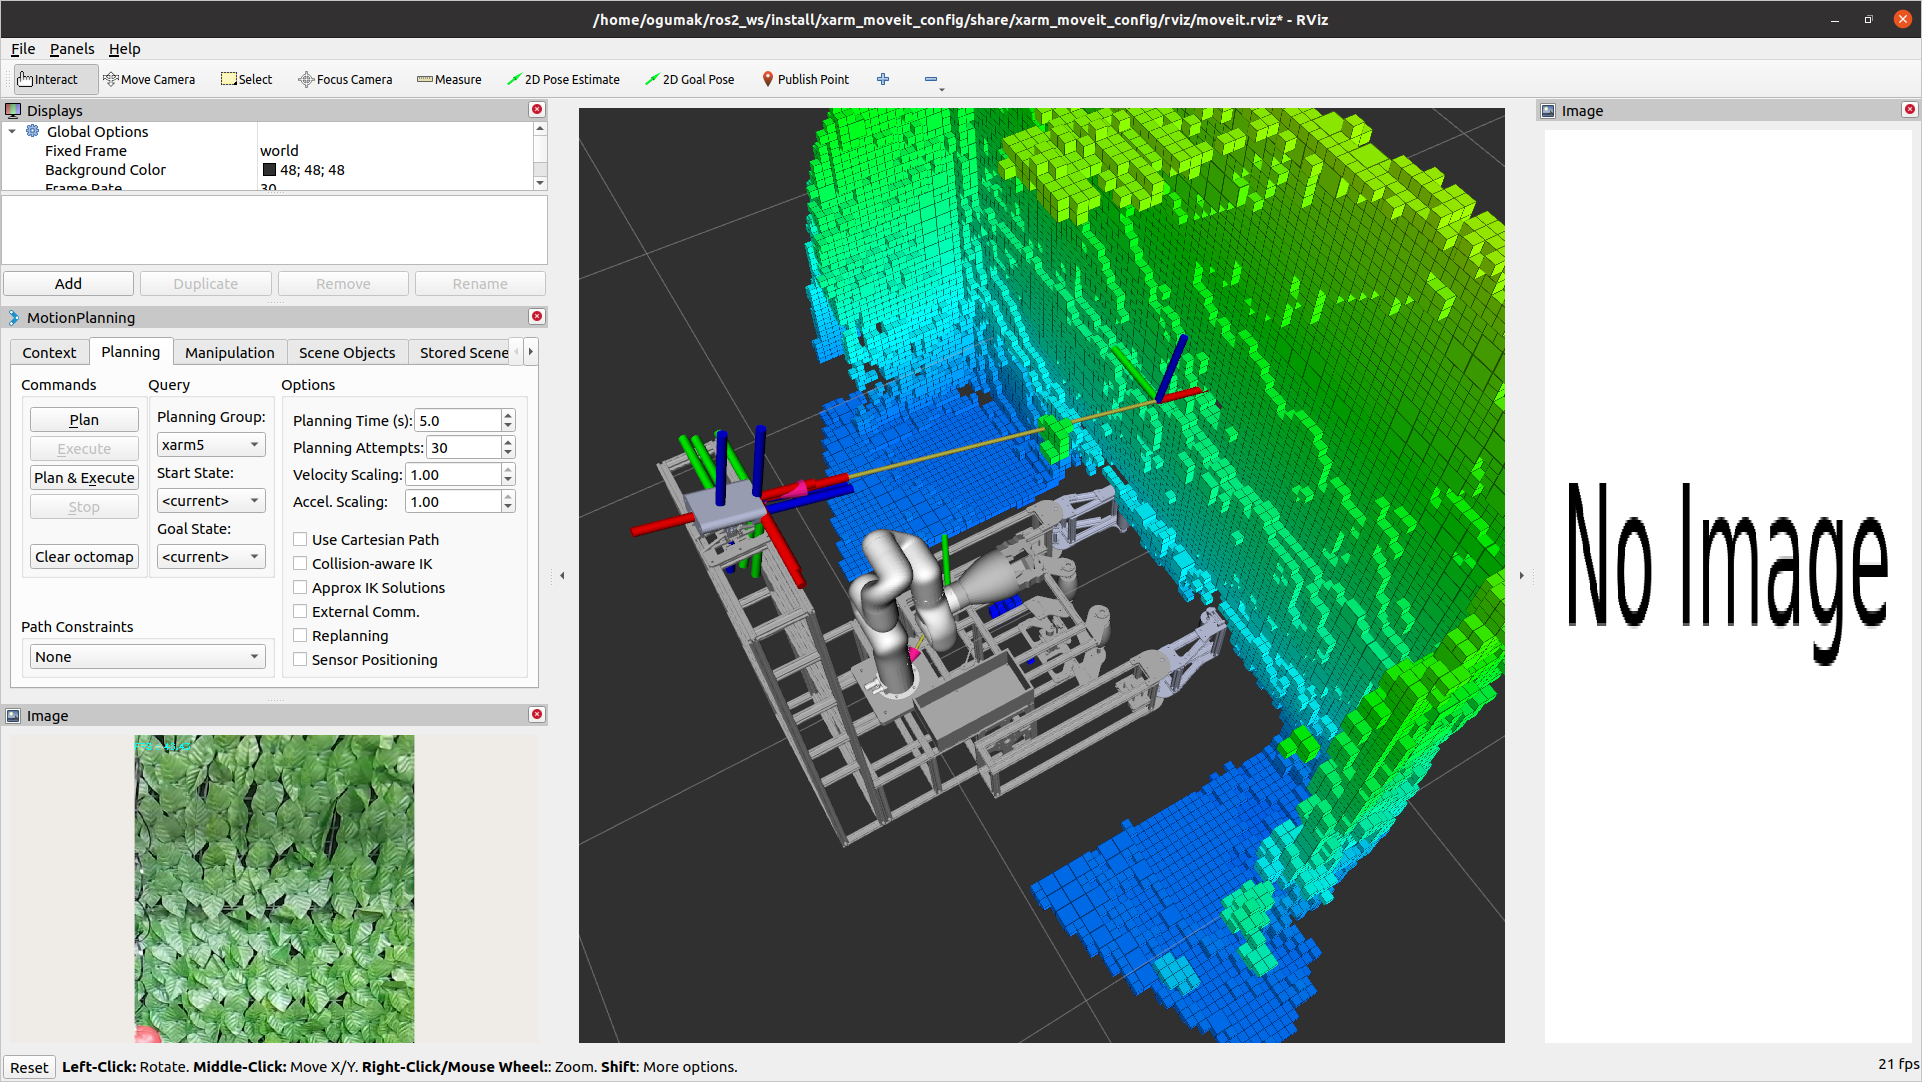 /home/ogumak/ros2_ws/install/xarm_moveit_config/share/xarm_moveit_config/rviz/moveit.rviz* - RViz
File Panels Help
Interact Move Camera Select Focus Camera Measure 2D Pose Estimate 2D Goal Pose Publish Point
Displays
Global Options
Fixed Frame world
Background Color 48; 48; 48
Frame Rate 30
Add Duplicate Remove Rename
MotionPlanning
Context Planning Manipulation Scene Objects Stored Scene
Commands Query Options
Plan
Execute
Plan & Execute
Stop
Clear octomap
Planning Group:
xarm5
Start State:
<current>
Goal State:
<current>
Planning Time (s): 5.0
Planning Attempts: 30
Velocity Scaling: 1.00
Accel. Scaling: 1.00
Use Cartesian Path
Collision-aware IK
Approx IK Solutions
External Comm.
Replanning
Sensor Positioning
Path Constraints
None
Image
Image
No Image
Reset Left-Click: Rotate. Middle-Click: Move X/Y. Right-Click/Mouse Wheel:: Zoom. Shift: More options.
21 fps